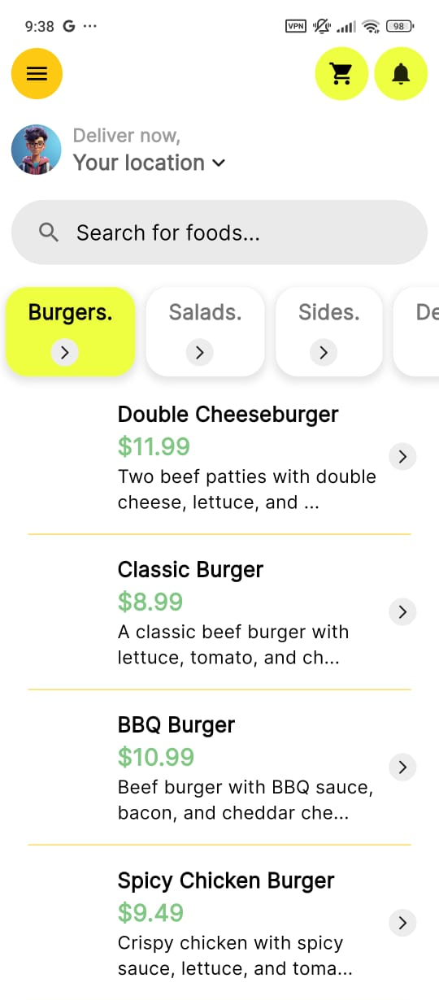 9:38 G ...
VPN 98
Deliver now,
Your location
Search for foods...
Burgers. Salads. Sides. De
Double Cheeseburger
$11.99
Two beef patties with double
cheese, lettuce, and ...
Classic Burger
$8.99
A classic beef burger with
lettuce, tomato, and ch...
BBQ Burger
$10.99
Beef burger with BBQ sauce,
bacon, and cheddar che...
Spicy Chicken Burger
$9.49
Crispy chicken with spicy
sauce, lettuce, and toma...